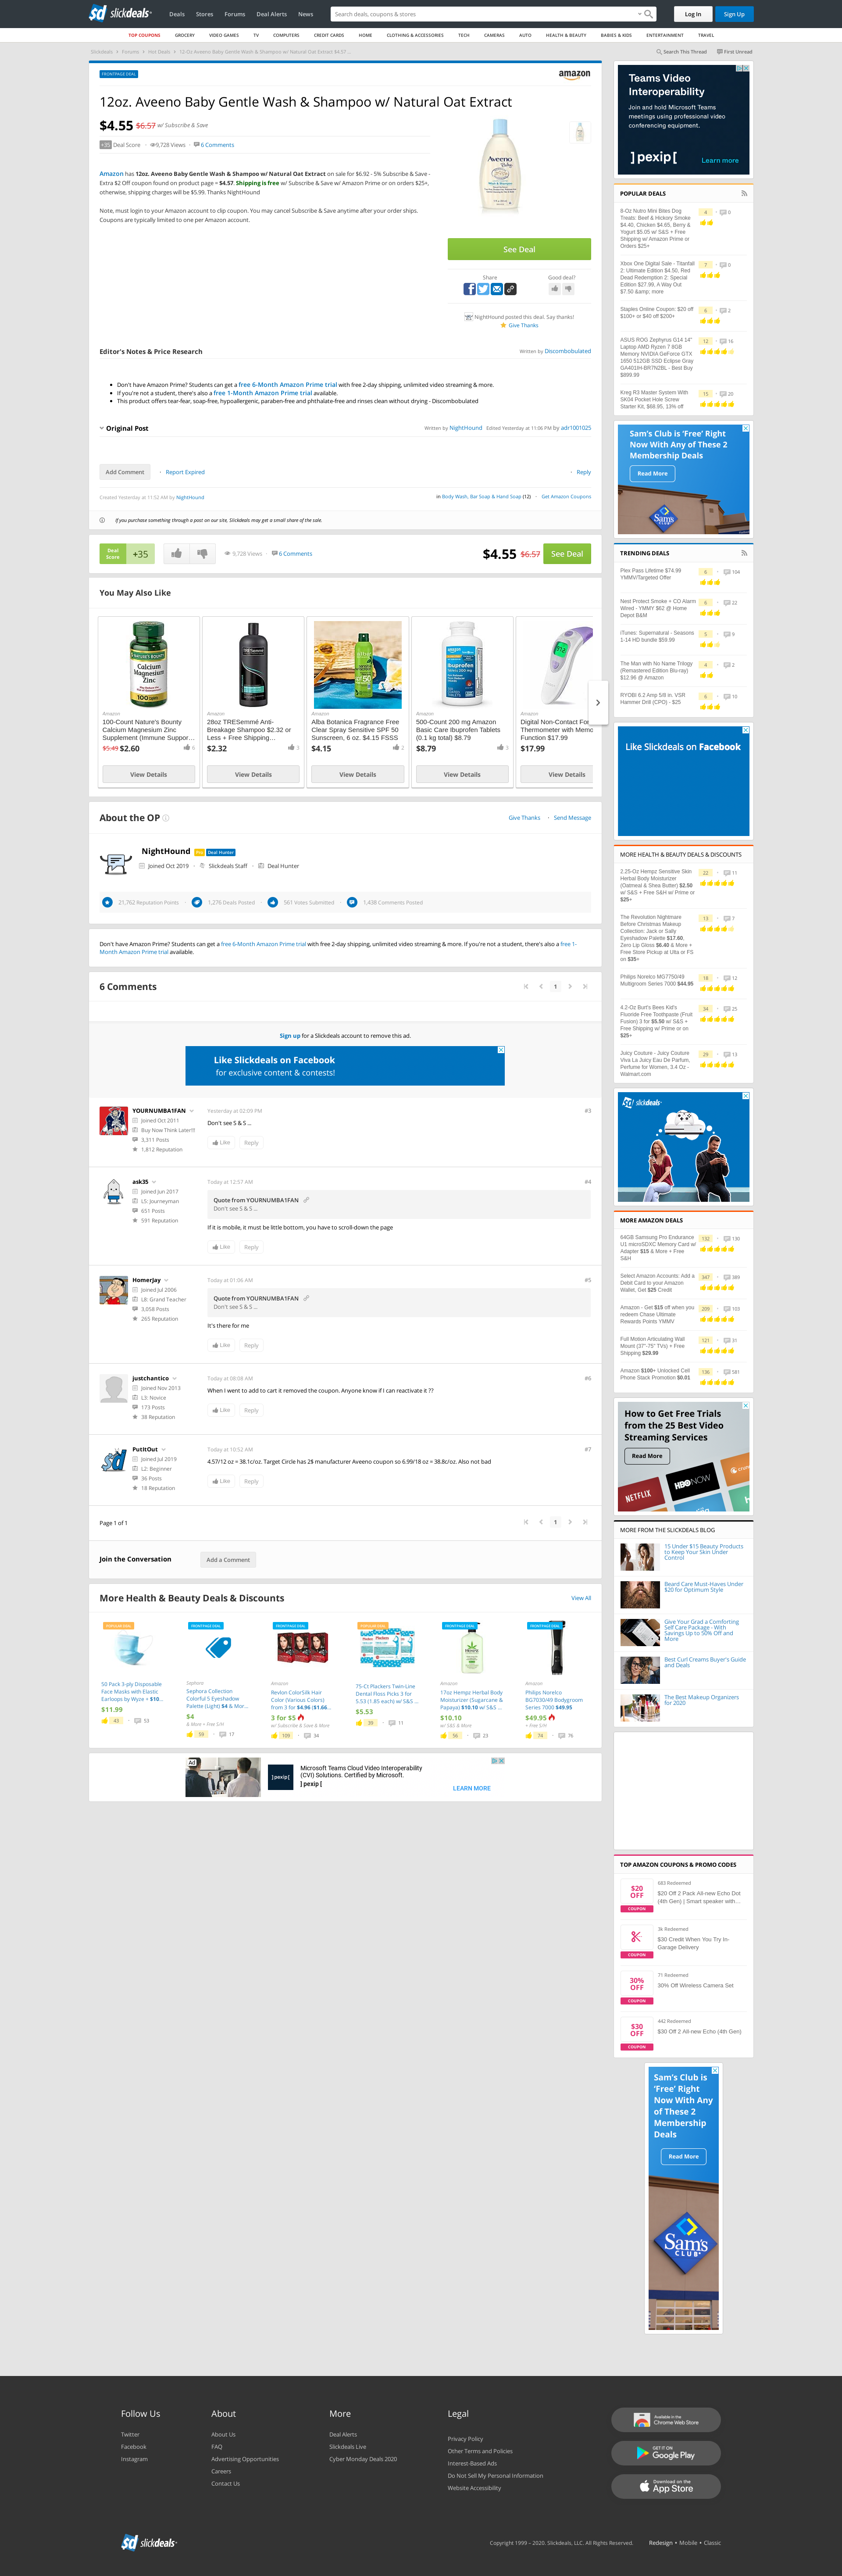 slickdeals
Deals Stores Forums Deal Alerts News
Search deals, coupons & stores
Log In
Sign Up
TOP COUPONS GROCERY VIDEO GAMES TV COMPUTERS CREDIT CARDS HOME CLOTHING & ACCESSORIES TECH CAMERAS AUTO HEALTH & BEAUTY BABIES & KIDS ENTERTAINMENT TRAVEL
Slickdeals Forums Hot Deals 12 Oz Aveeno Baby Gentle Wash & Shampoo w/ Natural Oat Extract $4.57 ...
Search This Thread First Unread
FRONTPAGE DEAL
amazon
12oz. Aveeno Baby Gentle Wash & Shampoo w/ Natural Oat Extract
$4.55 $6.57 w/ Subscribe & Save
+35 Deal Score 9,728 Views 6 Comments
Amazon has 12oz. Aveeno Baby Gentle Wash & Shampoo w/ Natural Oat Extract on sale for $6.92 - 5% Subscribe & Save -
Extra $2 Off coupon found on product page = $4.57. Shipping is free w/ Subscribe & Save w/ Amazon Prime or on orders $25+,
otherwise, shipping charges will be $5.99. Thanks NightHound
Note, must login to your Amazon account to clip coupon. You may cancel Subscribe & Save anytime after your order ships.
Coupons are typically limited to one per Amazon account.
See Deal
Share
Good deal?
NightHound posted this deal. Say thanks!
Give Thanks
Editor's Notes & Price Research
Written by Discombobulated
Don't have Amazon Prime? Students can get a free 6-Month Amazon Prime trial with free 2-day shipping, unlimited video streaming & more.
If you're not a student, there's also a free 1-Month Amazon Prime trial available.
This product offers tear-free, soap-free, hypoallergenic, paraben-free and phthalate-free and rinses clean without drying - Discombobulated
Original Post
Written by NightHound Edited Yesterday at 11:06 PM by adr1001025
Add Comment
Report Expired
Reply
Created Yesterday at 11:52 AM by NightHound
in Body Wash, Bar Soap & Hand Soap (12) Get Amazon Coupons
If you purchase something through a post on our site, Slickdeals may get a small share of the sale.
Deal Score +35
9,728 Views 6 Comments
$4.55 $6.57 See Deal
You May Also Like
Amazon
100-Count Nature's Bounty
Calcium Magnesium Zinc
Supplement (Immune Suppor...
$5.49 $2.60 6
View Details
Amazon
28oz TRESemmé Anti-
Breakage Shampoo $2.32 or
Less + Free Shipping...
$2.32 3
View Details
Amazon
Alba Botanica Fragrance Free
Clear Spray Sensitive SPF 50
Sunscreen, 6 oz. $4.15 FSSS
$4.15 2
View Details
Amazon
500-Count 200 mg Amazon
Basic Care Ibuprofen Tablets
(0.1 kg total) $8.79
$8.79 3
View Details
Amazon
Digital Non-Contact For
Thermometer with Memo
Function $17.99
$17.99
View Details
About the OP
Give Thanks Send Message
NightHound Pro Deal Hunter
Joined Oct 2019 Slickdeals Staff Deal Hunter
21,762 Reputation Points 1,276 Deals Posted 561 Votes Submitted 1,438 Comments Posted
Don't have Amazon Prime? Students can get a free 6-Month Amazon Prime trial with free 2-day shipping, unlimited video streaming & more. If you're not a student, there's also a free 1-
Month Amazon Prime trial available.
6 Comments
1
Sign up for a Slickdeals account to remove this ad.
Like Slickdeals on Facebook
for exclusive content & contests!
YOURNUMBA1FAN
Joined Oct 2011
Buy Now Think Later!!!
3,311 Posts
1,812 Reputation
Yesterday at 02:09 PM
#3
Don't see S & S ...
Like Reply
ask35
Joined Jun 2017
L5: Journeyman
651 Posts
591 Reputation
Today at 12:57 AM
#4
Quote from YOURNUMBA1FAN
Don't see S & S ...
If it is mobile, it must be little bottom, you have to scroll-down the page
Like Reply
HomerJay
Joined Jul 2006
L8: Grand Teacher
3,058 Posts
265 Reputation
Today at 01:06 AM
#5
Quote from YOURNUMBA1FAN
Don't see S & S ...
It's there for me
Like Reply
justchantico
Joined Nov 2013
L3: Novice
173 Posts
38 Reputation
Today at 08:08 AM
#6
When I went to add to cart it removed the coupon. Anyone know if I can reactivate it ??
Like Reply
PutItOut
Joined Jul 2019
L2: Beginner
36 Posts
18 Reputation
Today at 10:52 AM
#7
4.57/12 oz = 38.1c/oz. Target Circle has 2$ manufacturer Aveeno coupon so 6.99/18 oz = 38.8c/oz. Also not bad
Like Reply
Page 1 of 1
1
Join the Conversation
Add a Comment
More Health & Beauty Deals & Discounts
View All
POPULAR DEAL
50 Pack 3-ply Disposable
Face Masks with Elastic
Earloops by Wyze + $10...
$11.99
43 53
FRONTPAGE DEAL
Sephora
Sephora Collection
Colorful 5 Eyeshadow
Palette (Light) $4 & Mor...
$4
& More + Free S/H
59 17
FRONTPAGE DEAL
Amazon
Revlon ColorSilk Hair
Color (Various Colors)
from 3 for $4.96 ($1.66...
3 for $5
w/ Subscribe & Save & More
109 34
POPULAR DEAL
75-Ct Plackers Twin-Line
Dental Floss Picks 3 for
5.53 (1.85 each) w/ S&S ...
$5.53
39 11
FRONTPAGE DEAL
Amazon
17oz Hempz Herbal Body
Moisturizer (Sugarcane &
Papaya) $10.10 w/ S&S ...
$10.10
w/ S&S & More
56 23
FRONTPAGE DEAL
Amazon
Philips Norelco
BG7030/49 Bodygroom
Series 7000 $49.95
$49.95
+ Free S/H
74 76
Ad
]pexip[
Microsoft Teams Cloud Video Interoperability
(CVI) Solutions. Certified by Microsoft.
] pexip [
LEARN MORE
Teams Video
Interoperability
Join and hold Microsoft Teams
meetings using professional video
conferencing equipment.
]pexip[ Learn more
POPULAR DEALS
6-Oz Nutro Mini Bites Dog
Treats: Beef & Hickory Smoke
$4.40, Chicken $4.65, Berry &
Yogurt $5.05 w/ S&S + Free
Shipping w/ Amazon Prime or
Orders $25+
4 0
Xbox One Digital Sale - Titanfall
2: Ultimate Edition $4.50, Red
Dead Redemption 2: Special
Edition $27.99, A Way Out
$7.50 &amp; more
7 0
Staples Online Coupon: $20 off
$100+ or $40 off $200+
6 2
ASUS ROG Zephyrus G14 14"
Laptop AMD Ryzen 7 8GB
Memory NVIDIA GeForce GTX
1650 512GB SSD Eclipse Gray
GA401IH-BR7N2BL - Best Buy
$899.99
12 16
Kreg R3 Master System With
SK04 Pocket Hole Screw
Starter Kit, $68.95, 13% off
15 20
Sam's Club is 'Free' Right
Now With Any of These 2
Membership Deals
Read More
Sam's
TRENDING DEALS
Plex Pass Lifetime $74.99
YMMV/Targeted Offer
6 104
Nest Protect Smoke + CO Alarm
Wired - YMMY $62 @ Home
Depot B&M
6 22
iTunes: Supernatural - Seasons
1-14 HD bundle $59.99
5 9
The Man with No Name Trilogy
(Remastered Edition Blu-ray)
$12.96 @ Amazon
4 2
RYOBI 6.2 Amp 5/8 in. VSR
Hammer Drill (CPO) - $25
6 10
Like Slickdeals on Facebook
MORE HEALTH & BEAUTY DEALS & DISCOUNTS
2.25-Oz Hempz Sensitive Skin
Herbal Body Moisturizer
(Oatmeal & Shea Butter) $2.50
w/ S&S + Free S&H w/ Prime or
$25+
22 11
The Revolution Nightmare
Before Christmas Makeup
Collection: Jack or Sally
Eyeshadow Palette $17.60,
Zero Lip Gloss $6.40 & More +
Free Store Pickup at Ulta or FS
on $35+
13 7
Philips Norelco MG7750/49
Multigroom Series 7000 $44.95
16 12
4.2-Oz Burt's Bees Kid's
Fluoride Free Toothpaste (Fruit
Fusion) 3 for $5.50 w/ S&S +
Free Shipping w/ Prime or on
$25+
34 25
Juicy Couture - Juicy Couture
Viva La Juicy Eau De Parfum,
Perfume for Women, 3.4 Oz -
Walmart.com
29 13
slickdeals
MORE AMAZON DEALS
64GB Samsung Pro Endurance
U1 microSDXC Memory Card w/
Adapter $15 & More + Free
S&H
132 130
Select Amazon Accounts: Add a
Debit Card to your Amazon
Wallet, Get $25 Credit
347 389
Amazon - Get $15 off when you
redeem Chase Ultimate
Rewards Points YMMV
209 103
Full Motion Articulating Wall
Mount (37"-75" TVs) + Free
Shipping $29.99
121 31
Amazon $100+ Unlocked Cell
Phone Stack Promotion $0.01
136 581
How to Get Free Trials
from the 25 Best Video
Streaming Services
Read More
NETFLIX HBO NOW
MORE FROM THE SLICKDEALS BLOG
15 Under $15 Beauty Products
to Keep Your Skin Under
Control
Beard Care Must-Haves Under
$20 for Optimum Style
Give Your Grad a Comforting
Self Care Package - With
Savings Up to 50% Off and
More
Best Curl Creams Buyer's Guide
and Deals
The Best Makeup Organizers
for 2020
TOP AMAZON COUPONS & PROMO CODES
$20
OFF
COUPON
683 Redeemed
$20 Off 2 Pack All-new Echo Dot
(4th Gen) | Smart speaker with...
COUPON
3k Redeemed
$30 Credit When You Try In-
Garage Delivery
30%
OFF
COUPON
71 Redeemed
30% Off Wireless Camera Set
$30
OFF
COUPON
442 Redeemed
$30 Off 2 All-new Echo (4th Gen)
Sam's Club is
'Free' Right
Now With Any
of These 2
Membership
Deals
Read More
Sam's
CLUB
Follow Us
Twitter
Facebook
Instagram
About
About Us
FAQ
Advertising Opportunities
Careers
Contact Us
More
Deal Alerts
Slickdeals Live
Cyber Monday Deals 2020
Legal
Privacy Policy
Other Terms and Policies
Interest-Based Ads
Do Not Sell My Personal Information
Website Accessibility
Available in the
Chrome Web Store
GET IT ON
Google Play
Download on the
App Store
slickdeals
Copyright 1999 - 2020. Slickdeals, LLC. All Rights Reserved. Redesign • Mobile • Classic